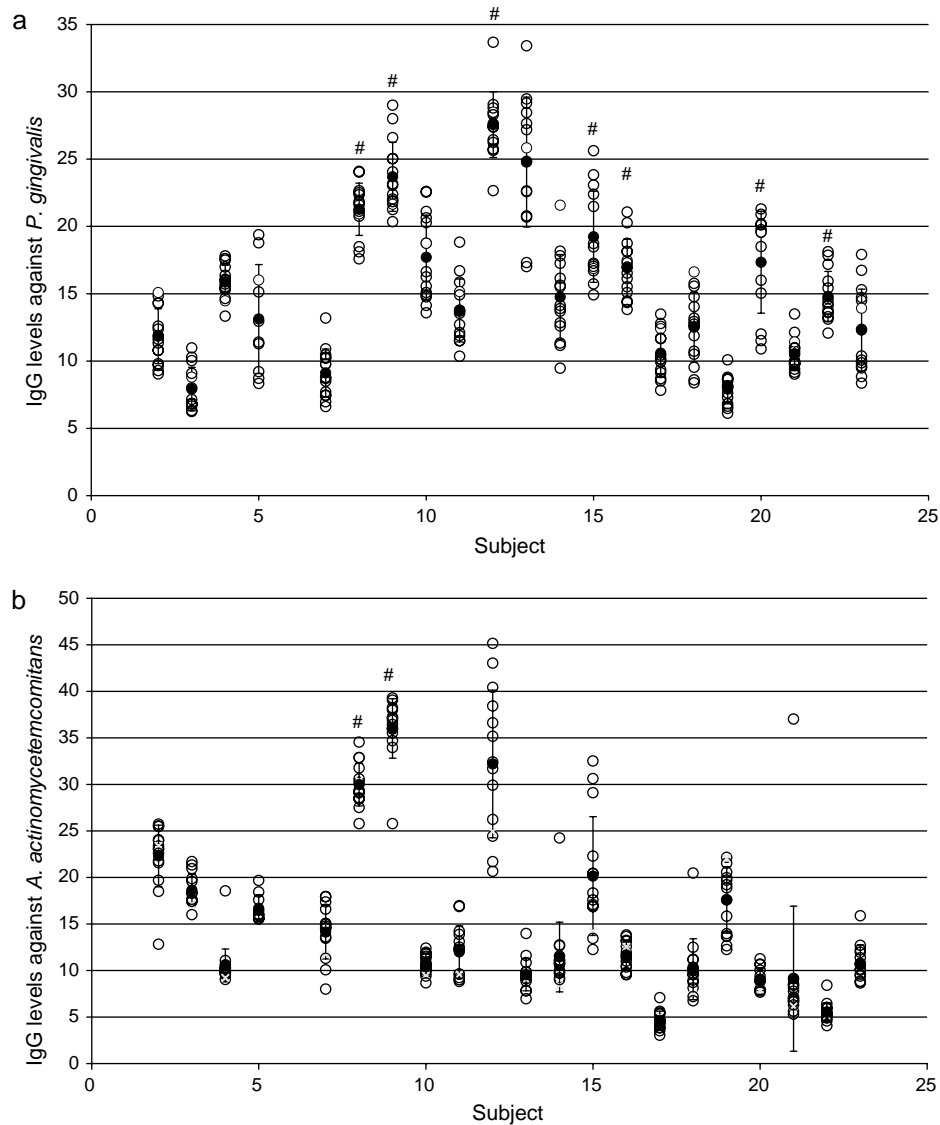 a
35
30
25
20
15
10
5
0
IgG levels against P. gingivalis
# # # # # # #
0 5 10 15 20 25
Subject
b
50
45
40
35
30
25
20
15
10
5
0
IgG levels against A. actinomycetemcomitans
# #
0 5 10 15 20 25
Subject